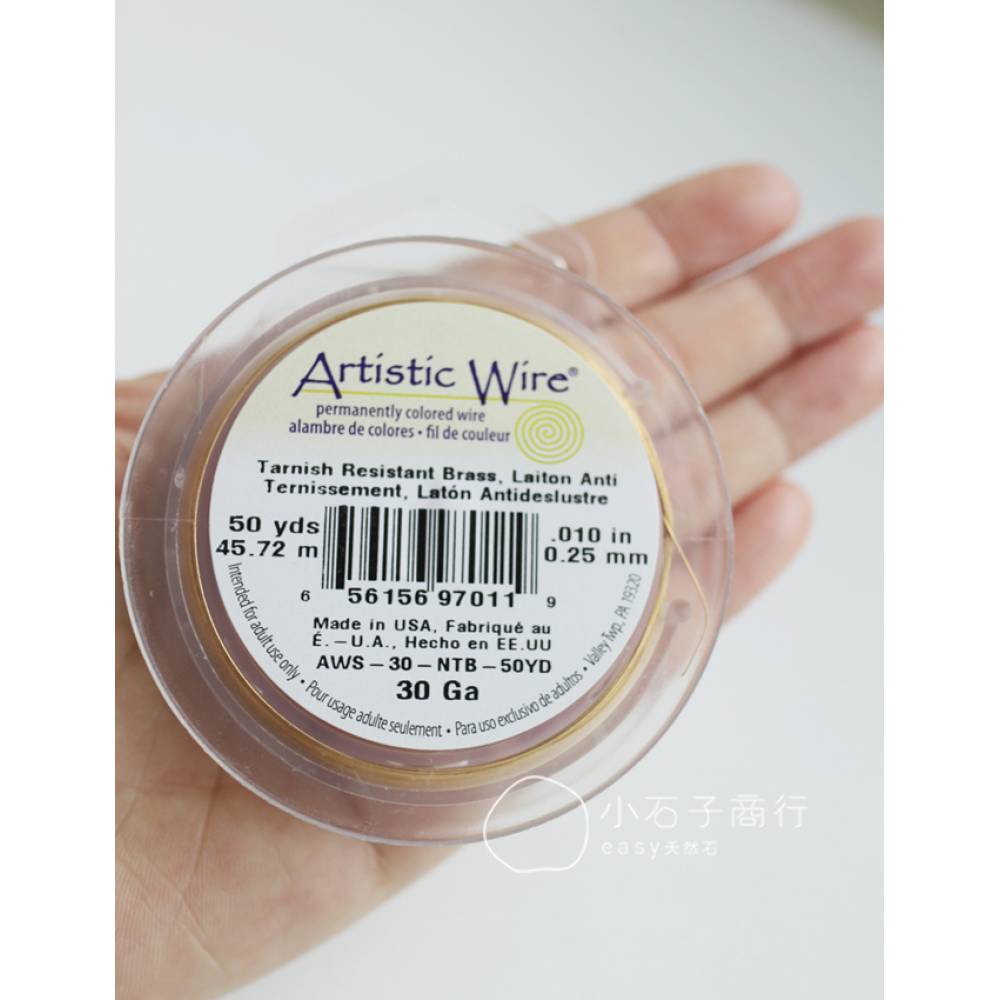 Artistic Wire®
permanently colored wire
alambre de colores • fil de couleur
Tarnish Resistant Brass, Laiton Anti
Ternissement, Latón Antideslustre
50 yds
45.72 m
.010 in
0.25 mm
6 56156 97011 9
Made in USA, Fabriqué au
É.-U.A., Hecho en EE.UU
AWS-30-NTB-50YD
30 Ga
Intended for adult use only • Pour usage adulte seulement • Para uso exclusivo de adultos • Valley Twp, PA 19320
小石子商行
easy天然石